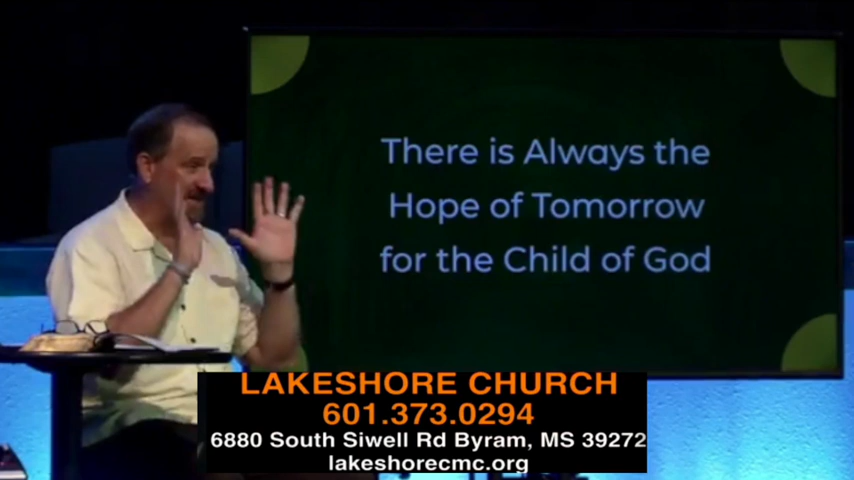 There is Always the
Hope of Tomorrow
for the Child of God
LAKESHORE CHURCH
601.373.0294
6880 South Siwell Rd Byram, MS 39272
lakeshorecmc.org